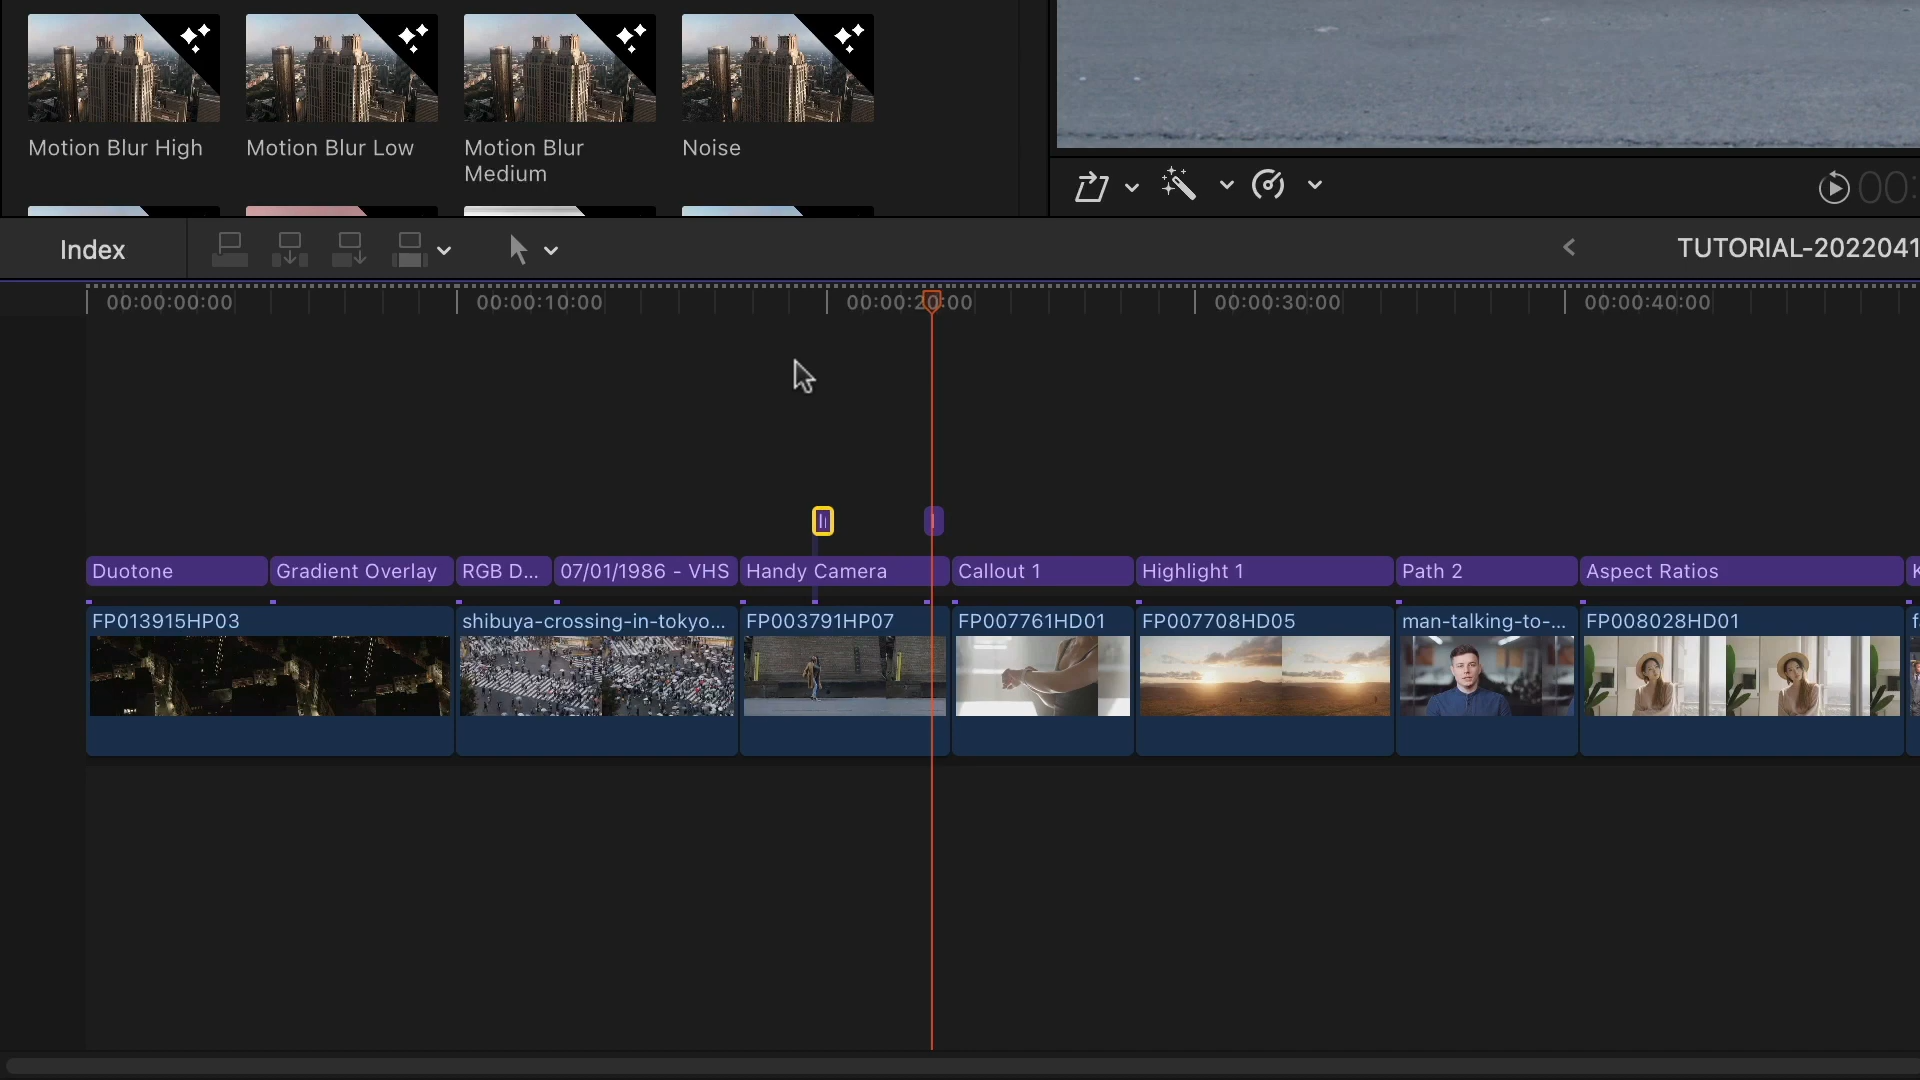 Motion Blur High
Motion Blur Low
Motion Blur
Medium
Noise
00:
Index
TUTORIAL-2022041
00:00:00:00
00:00:10:00
00:00:20:00
00:00:30:00
00:00:40:00
Duotone
Gradient Overlay
RGB D...
07/01/1986 - VHS
Handy Camera
Callout 1
Highlight 1
Path 2
Aspect Ratios
FP013915HP03
shibuya-crossing-in-tokyo...
FP003791HP07
FP007761HD01
FP007708HD05
man-talking-to-...
FP008028HD01